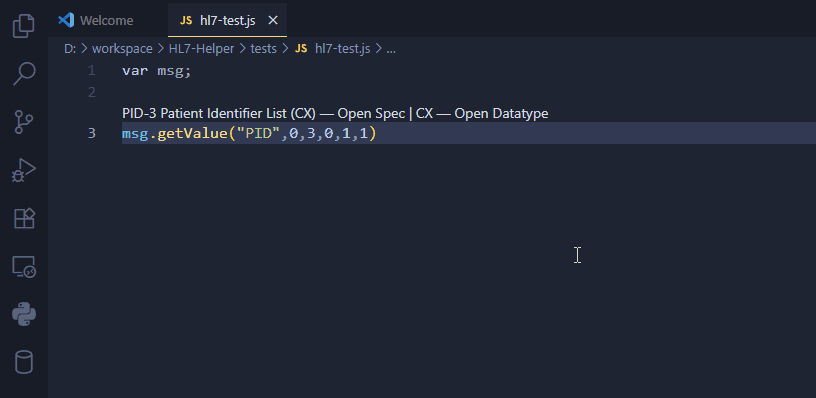 Welcome
JS hl7-test.js
D: > workspace > HL7-Helper > tests > JS hl7-test.js > ...
1 var msg;
2
PID-3 Patient Identifier List (CX) — Open Spec | CX — Open Datatype
3 msg.getValue("PID",0,3,0,1,1)